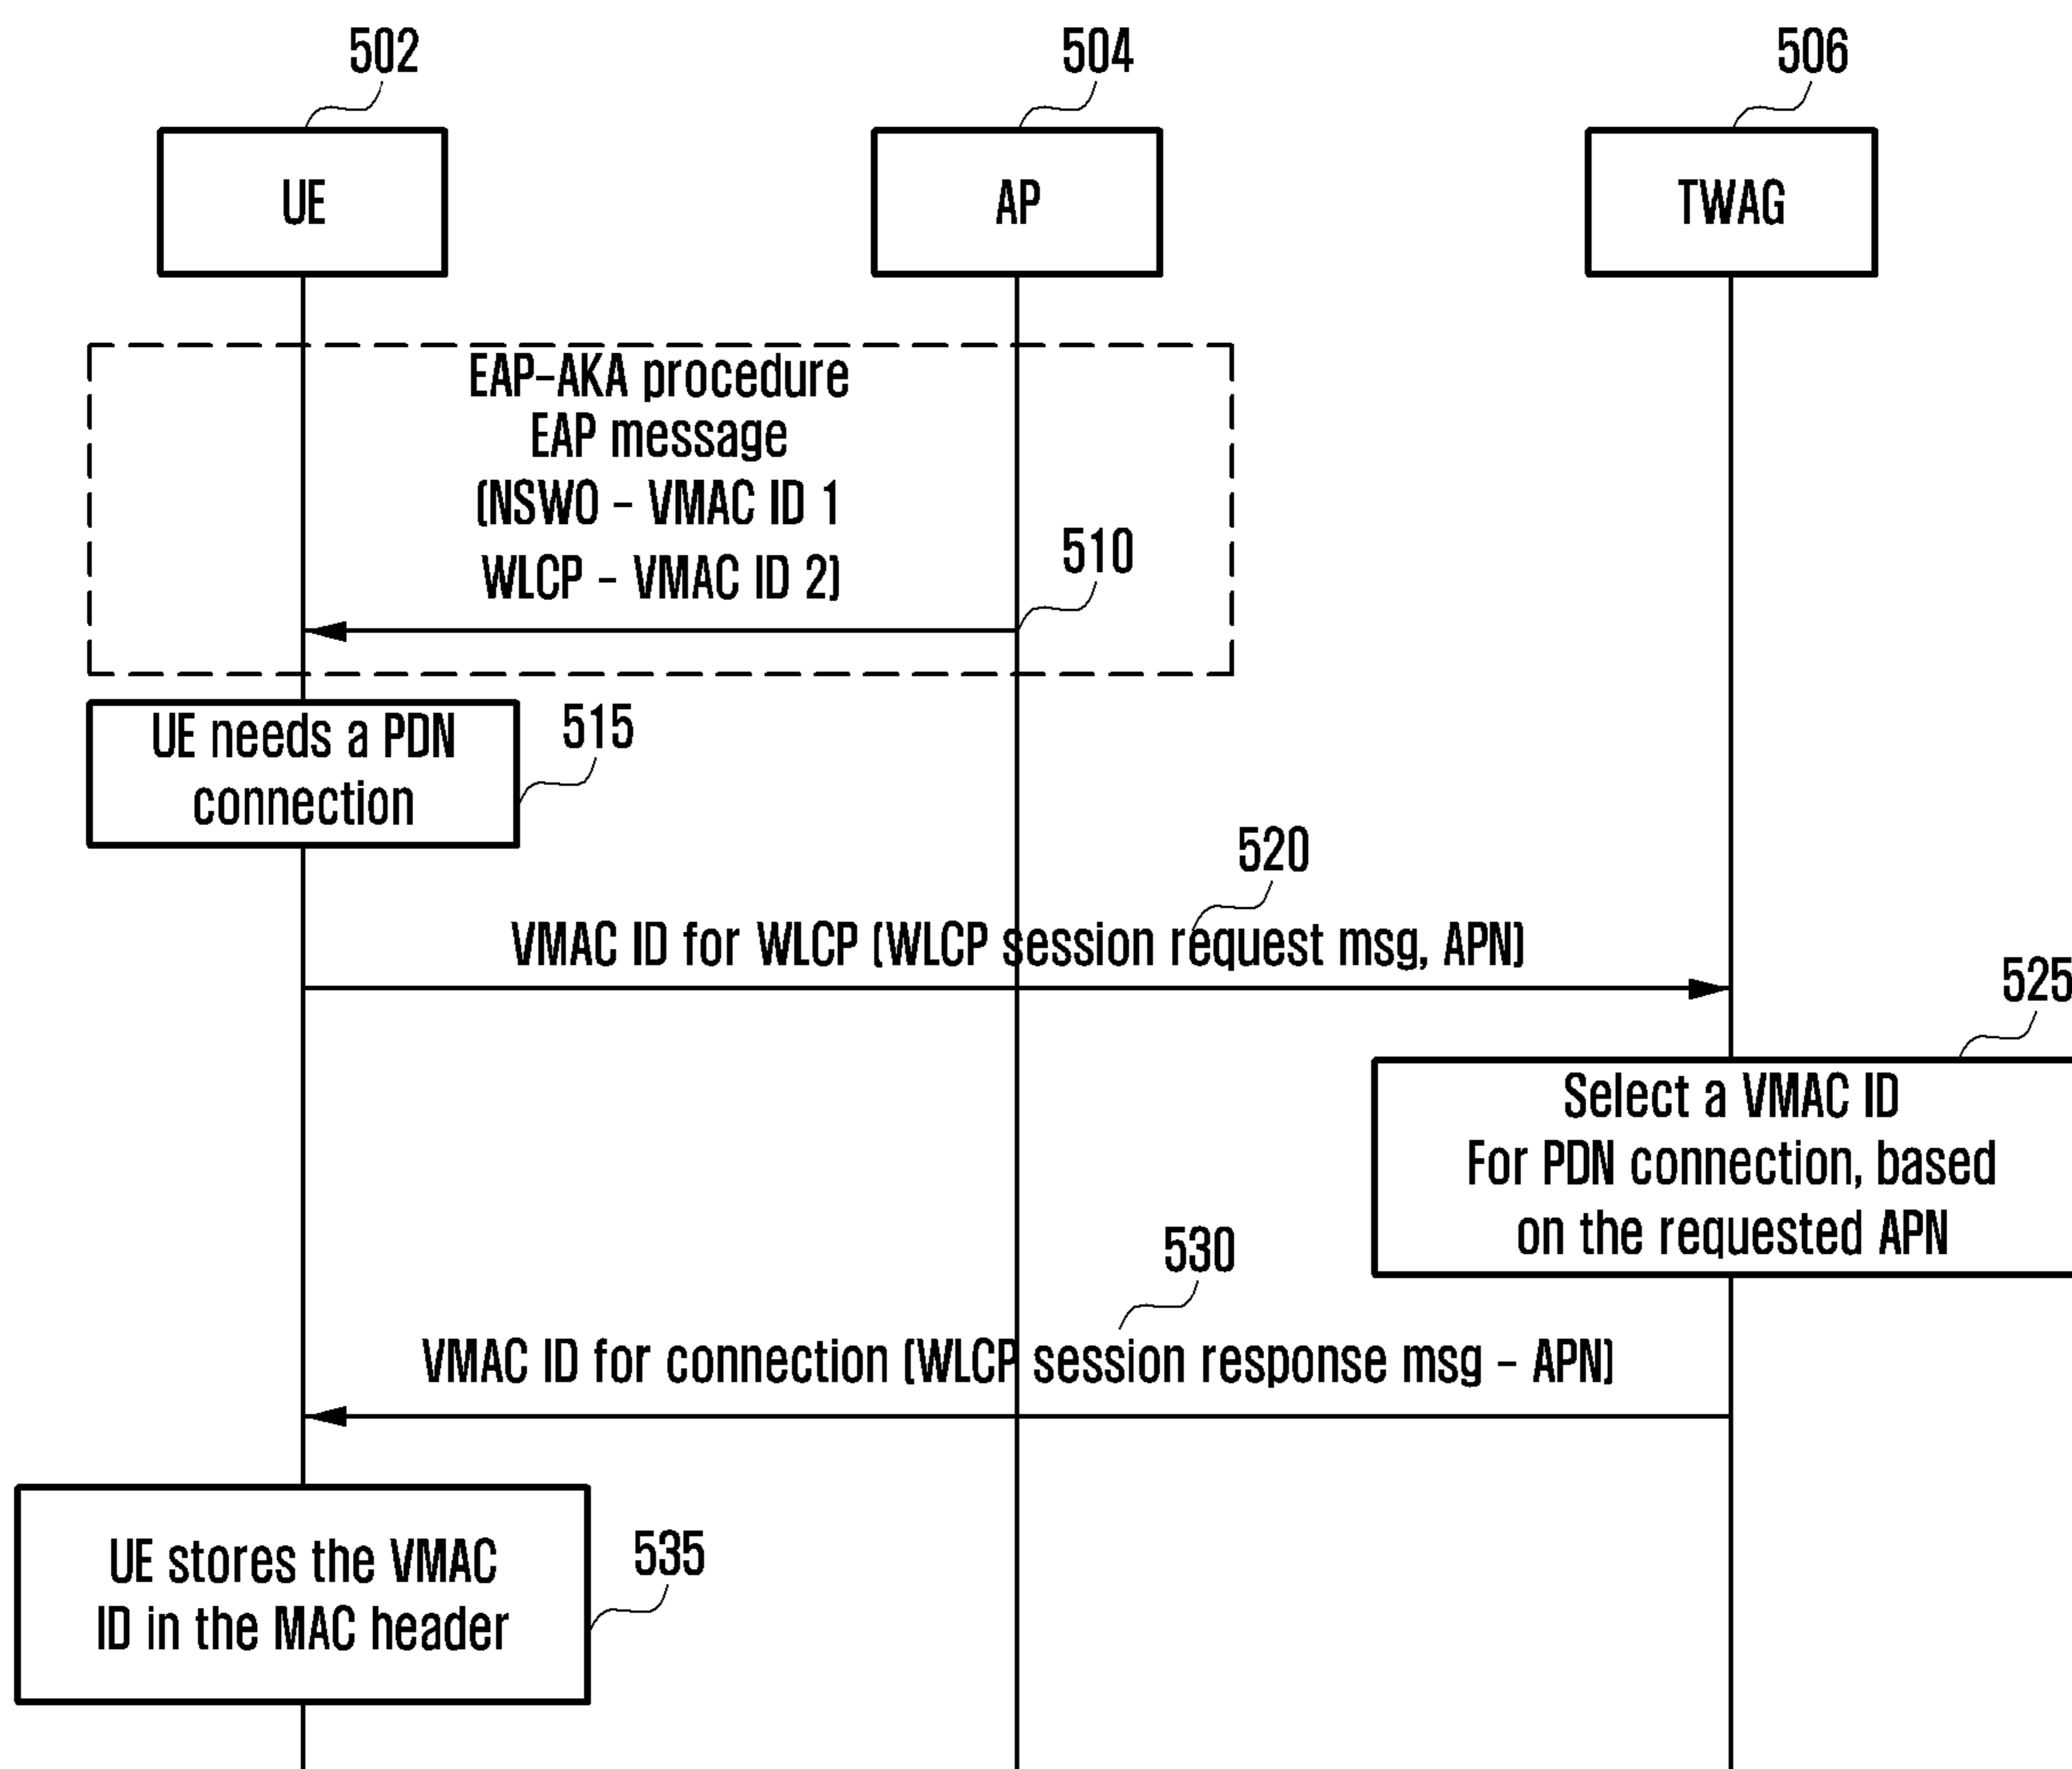 502
504
506
UE
AP
TWAG
EAP-AKA procedure
EAP message
(NSWO - VMAC ID 1
WLCP - VMAC ID 2)
510
UE needs a PDN
connection
515
520
VMAC ID for WLCP (WLCP session request msg, APN)
525
Select a VMAC ID
For PDN connection, based
on the requested APN
530
VMAC ID for connection (WLCP session response msg - APN)
UE stores the VMAC
ID in the MAC header
535